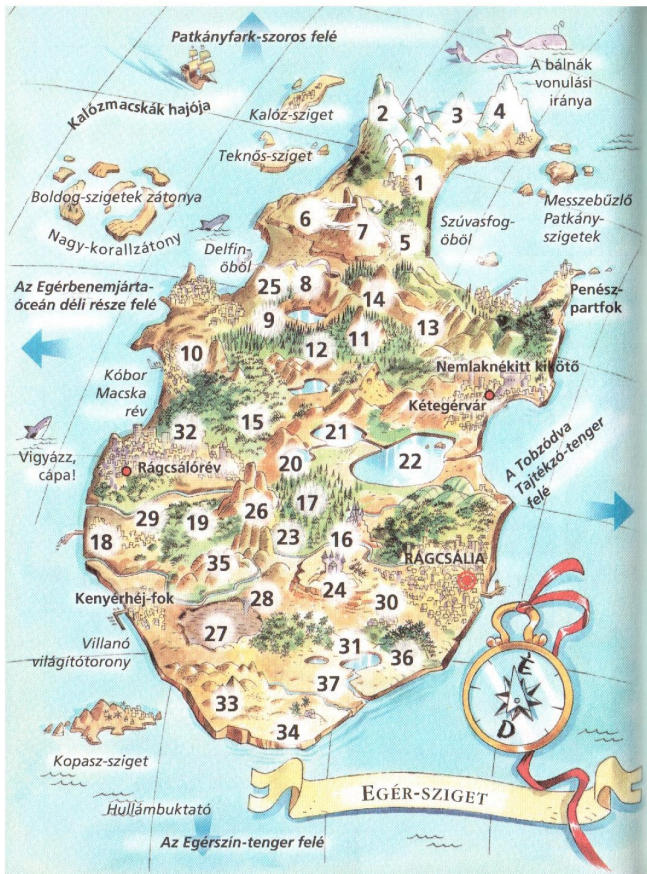 Patkányfark-szoros felé
A bálnák
vonulási
iránya
Kalózmacskák hajója
Kalóz-sziget
2
3
4
Teknős-sziget
1
Boldog-szigetek zátonya
Nagy-korallzátony
Messzebűzlő
Patkány-
szigetek
6
7
5
Szúvasfog-
öböl
Delfin-
öböl
Az Egérbenemjárta-
óceán déli része felé
25
8
14
Penész-
partfok
9
13
11
12
10
Nemlaknékitt kikötő
Kóbor
Macska
rév
Kétegérvár
15
32
21
22
Vigyázz,
cápa!
Rágcsálórév
20
A Tobzódva
Tajtékzó-tenger
felé
17
29
19
26
18
23
16
35
RÁGCSÁLIA
24
28
30
Kenyérhéj-fok
27
Villanó
világítótorony
31
36
37
33
34
É
D
Kopasz-sziget
EGÉR-SZIGET
Hullámbuktató
Az Egérszín-tenger felé